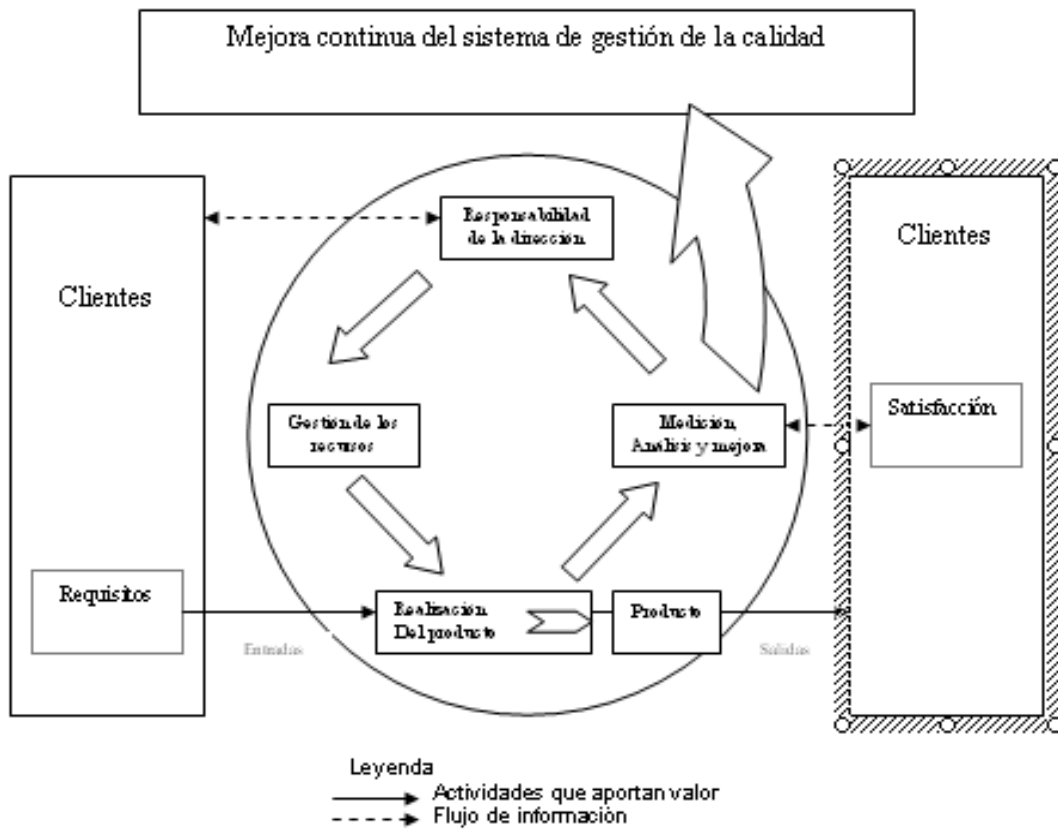 Mejora continua del sistema de gestión de la calidad
Responsabilidad
de la dirección
Clientes
Clientes
Gestión de los
recusos
Medición,
Análisis y mejora
Satisfacción
Requisitos
Realización
Del producto
Producto
Entradas
Salidas
Leyenda
Actividades que aportan valor
Flujo de información